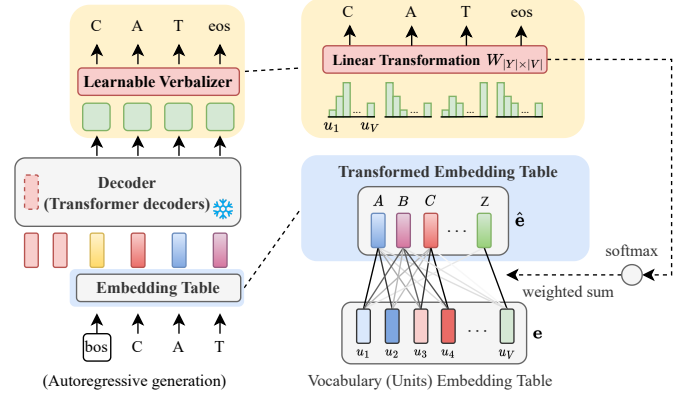 C A T eos
Learnable Verbalizer
Decoder
(Transformer decoders)
Embedding Table
bos C A T
(Autoregressive generation)
C A T eos
Linear Transformation W|Y|×|V|
... ... ... ...
u1 uV
Transformed Embedding Table
A B C Z
... ê
softmax
weighted sum
... e
u1 u2 u3 u4 uV
Vocabulary (Units) Embedding Table